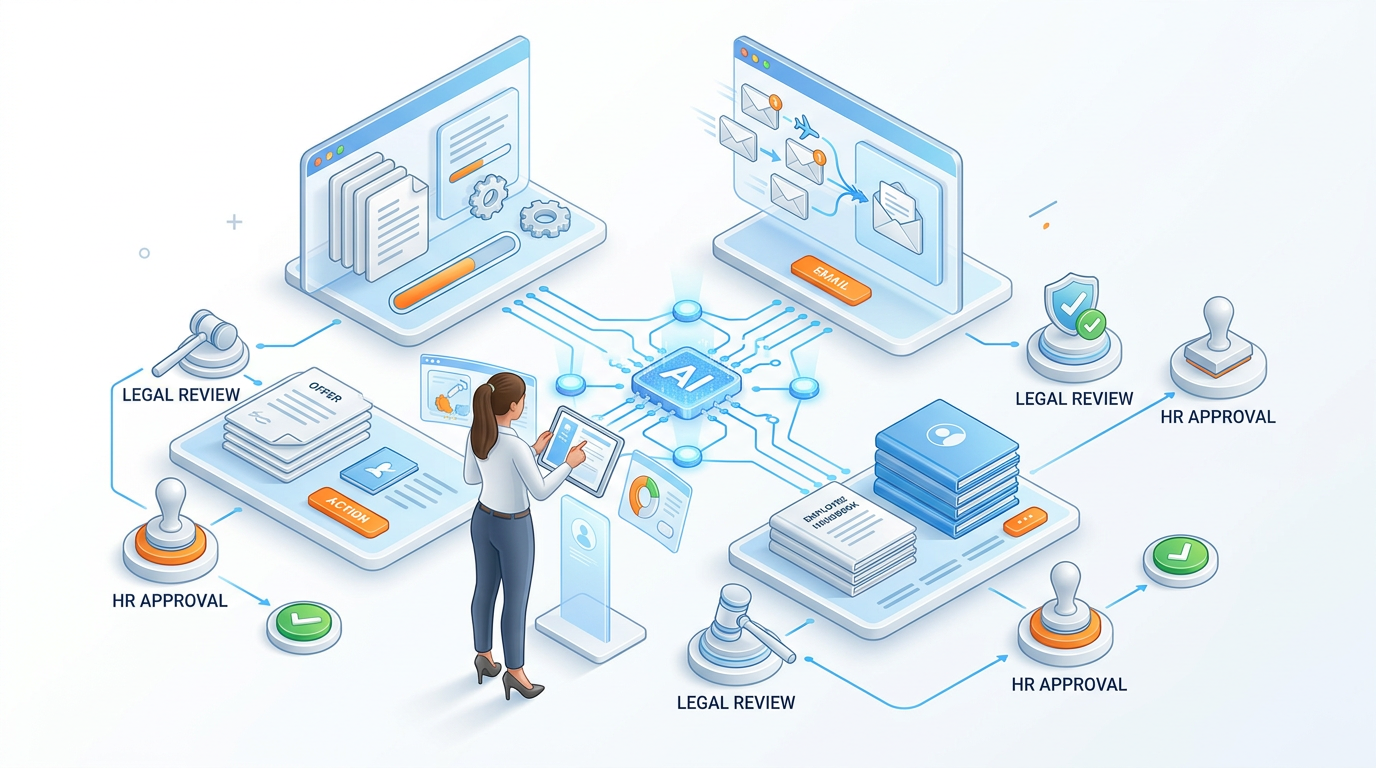 EMAIL
AI
LEGAL REVIEW
OFFER
ACTION
HR APPROVAL
LEGAL REVIEW
HR APPROVAL
LEGAL REVIEW
HR APPROVAL